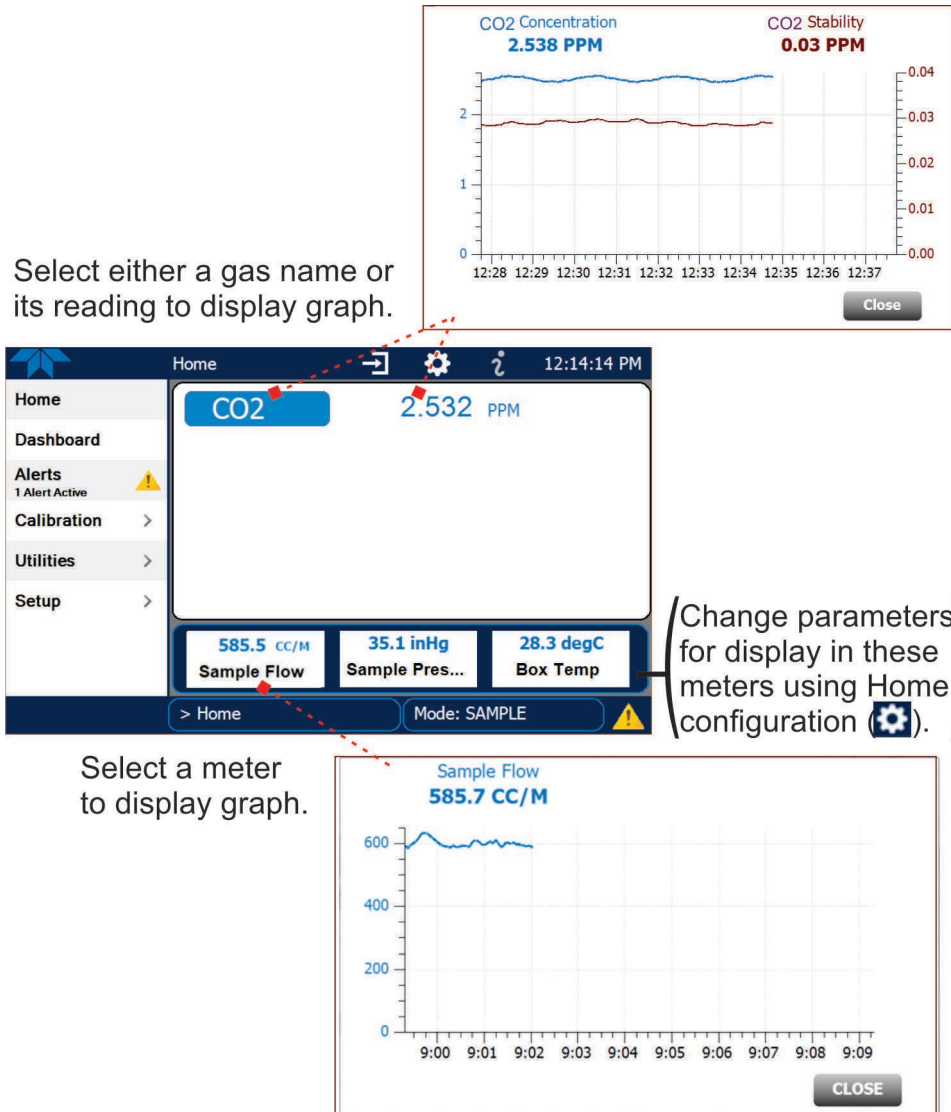 CO2 Concentration CO2 Stability
2.538 PPM 0.03 PPM
0.04
0.03
2
0.02
1
0.01
0 0.00
12:28 12:29 12:30 12:31 12:32 12:33 12:34 12:35 12:36 12:37
Close
Select either a gas name or
its reading to display graph.
Home 12:14:14 PM
Home
Dashboard
Alerts
1 Alert Active
Calibration >
Utilities >
Setup >
CO2 2.532 PPM
585.5 CC/M 35.1 inHg 28.3 degC
Sample Flow Sample Pres... Box Temp
> Home Mode: SAMPLE
Change parameters
for display in these
meters using Home
configuration ( ).
Select a meter
to display graph.
Sample Flow
585.7 CC/M
600
400
200
0
9:00 9:01 9:02 9:03 9:04 9:05 9:06 9:07 9:08 9:09
CLOSE